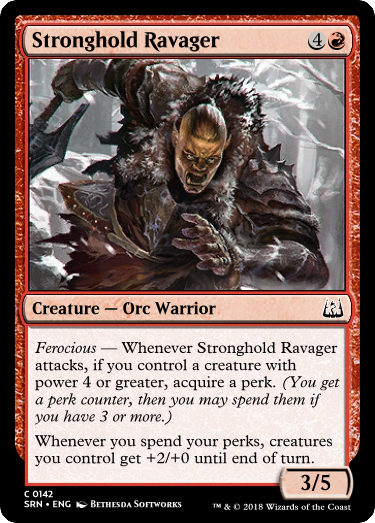 Stronghold Ravager 4
Creature — Orc Warrior
Ferocious — Whenever Stronghold Ravager
attacks, if you control a creature with
power 4 or greater, acquire a perk. (You get
a perk counter, then you may spend them if
you have 3 or more.)
Whenever you spend your perks, creatures
you control get +2/+0 until end of turn.
3/5
C 0142
SRN • ENG Bethesda Softworks
™ & © 2018 Wizards of the Coast